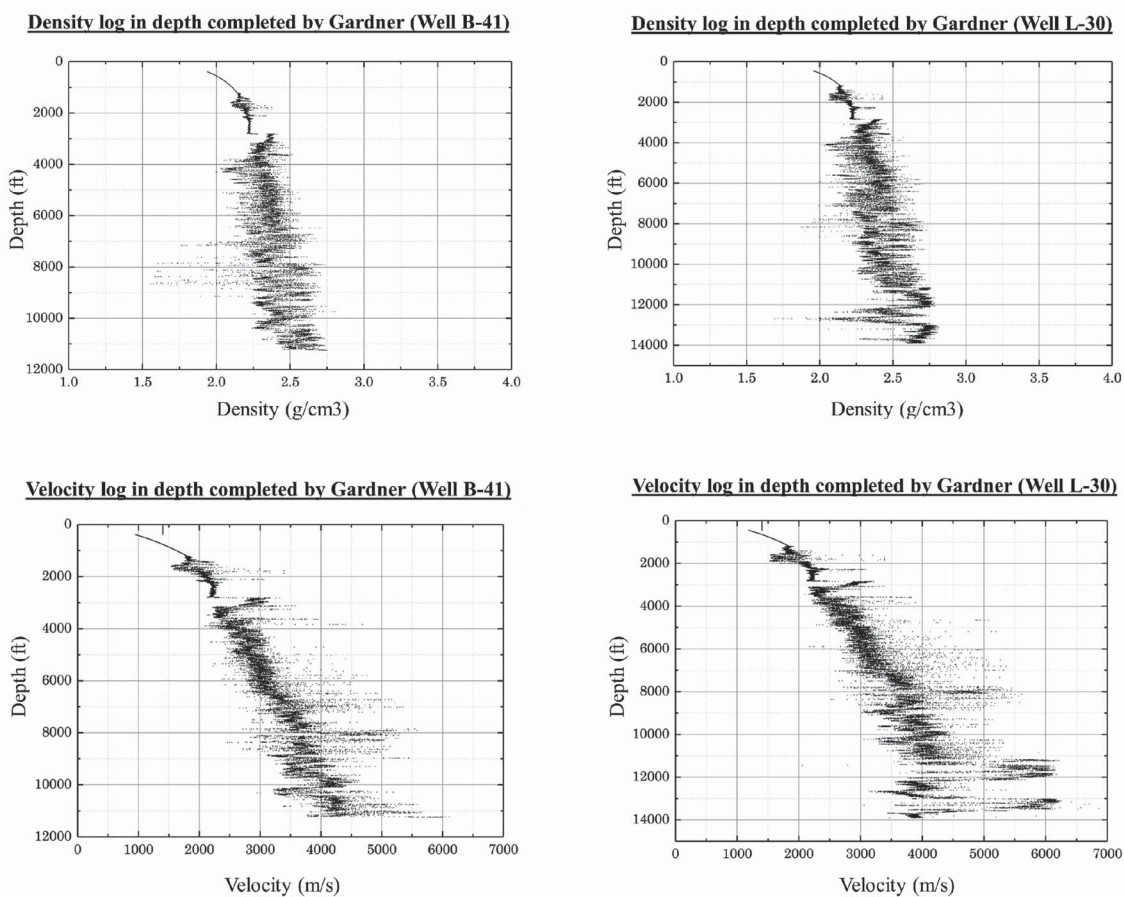 Density log in depth completed by Gardner (Well B-41)
0
2000
4000
6000
8000
10000
12000
Depth (ft)
1.0 1.5 2.0 2.5 3.0 3.5 4.0
Density (g/cm3)
Density log in depth completed by Gardner (Well L-30)
0
2000
4000
6000
8000
10000
12000
14000
Depth (ft)
1.0 1.5 2.0 2.5 3.0 3.5 4.0
Density (g/cm3)
Velocity log in depth completed by Gardner (Well B-41)
0
2000
4000
6000
8000
10000
12000
Depth (ft)
0 1000 2000 3000 4000 5000 6000 7000
Velocity (m/s)
Velocity log in depth completed by Gardner (Well L-30)
0
2000
4000
6000
8000
10000
12000
14000
Depth (ft)
0 1000 2000 3000 4000 5000 6000 7000
Velocity (m/s)